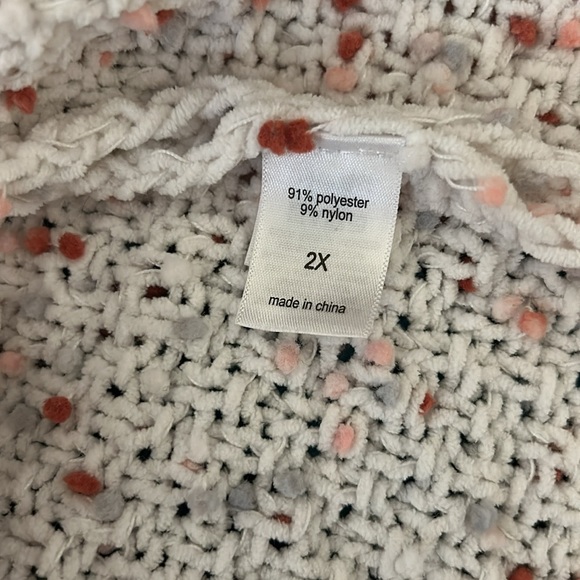 91% polyester
9% nylon
2X
made in china